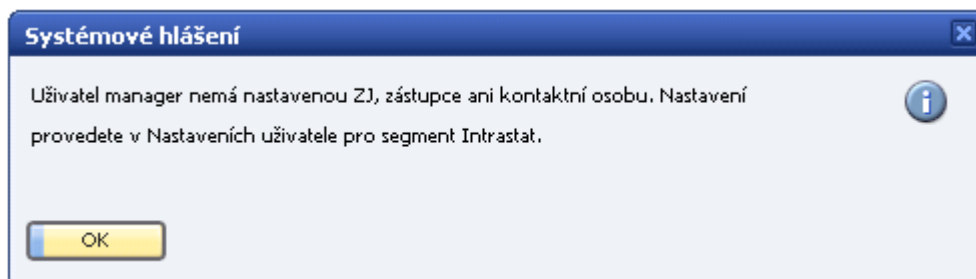 Systémové hlášení
Uživatel manager nemá nastavenou ZJ, zástupce ani kontaktní osobu. Nastavení
provedete v Nastaveních uživatele pro segment Intrastat.
OK